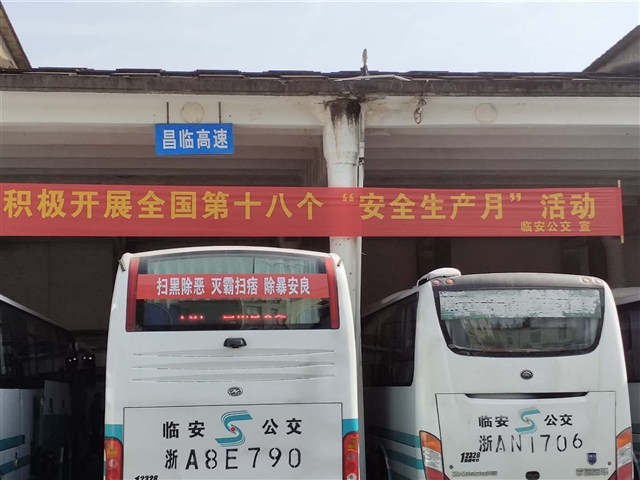 昌临高速
积极开展全国第十八个“安全生产月”活动
临安公交 宣
扫黑除恶 灭霸扫痞 除暴安良
临安 公交
浙A8E790
12328
临安 公交
浙AN1706
12328